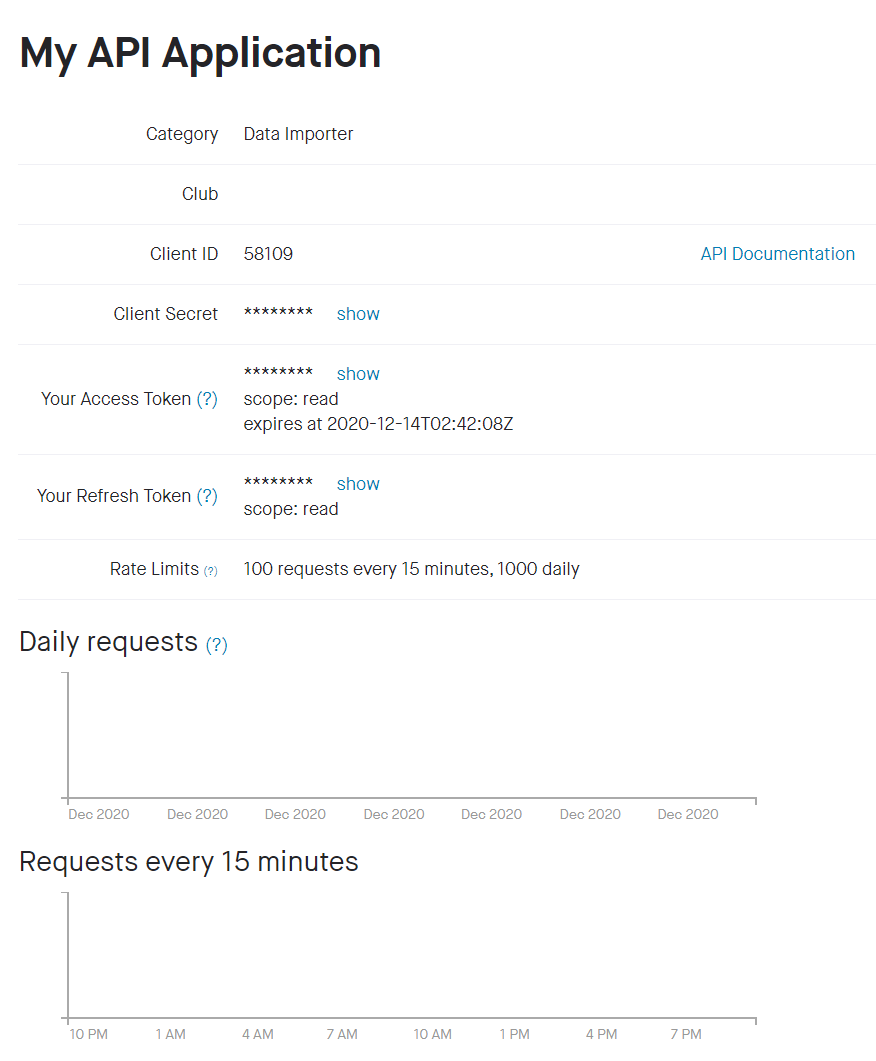 My API Application
Category Data Importer
Club
Client ID 58109 API Documentation
Client Secret ******** show
******** show
Your Access Token (?) scope: read
expires at 2020-12-14T02:42:08Z
******** show
Your Refresh Token (?)
scope: read
Rate Limits (?) 100 requests every 15 minutes, 1000 daily
Daily requests (?)
Dec 2020 Dec 2020 Dec 2020 Dec 2020 Dec 2020 Dec 2020 Dec 2020
Requests every 15 minutes
10 PM 1 AM 4 AM 7 AM 10 AM 1 PM 4 PM 7 PM